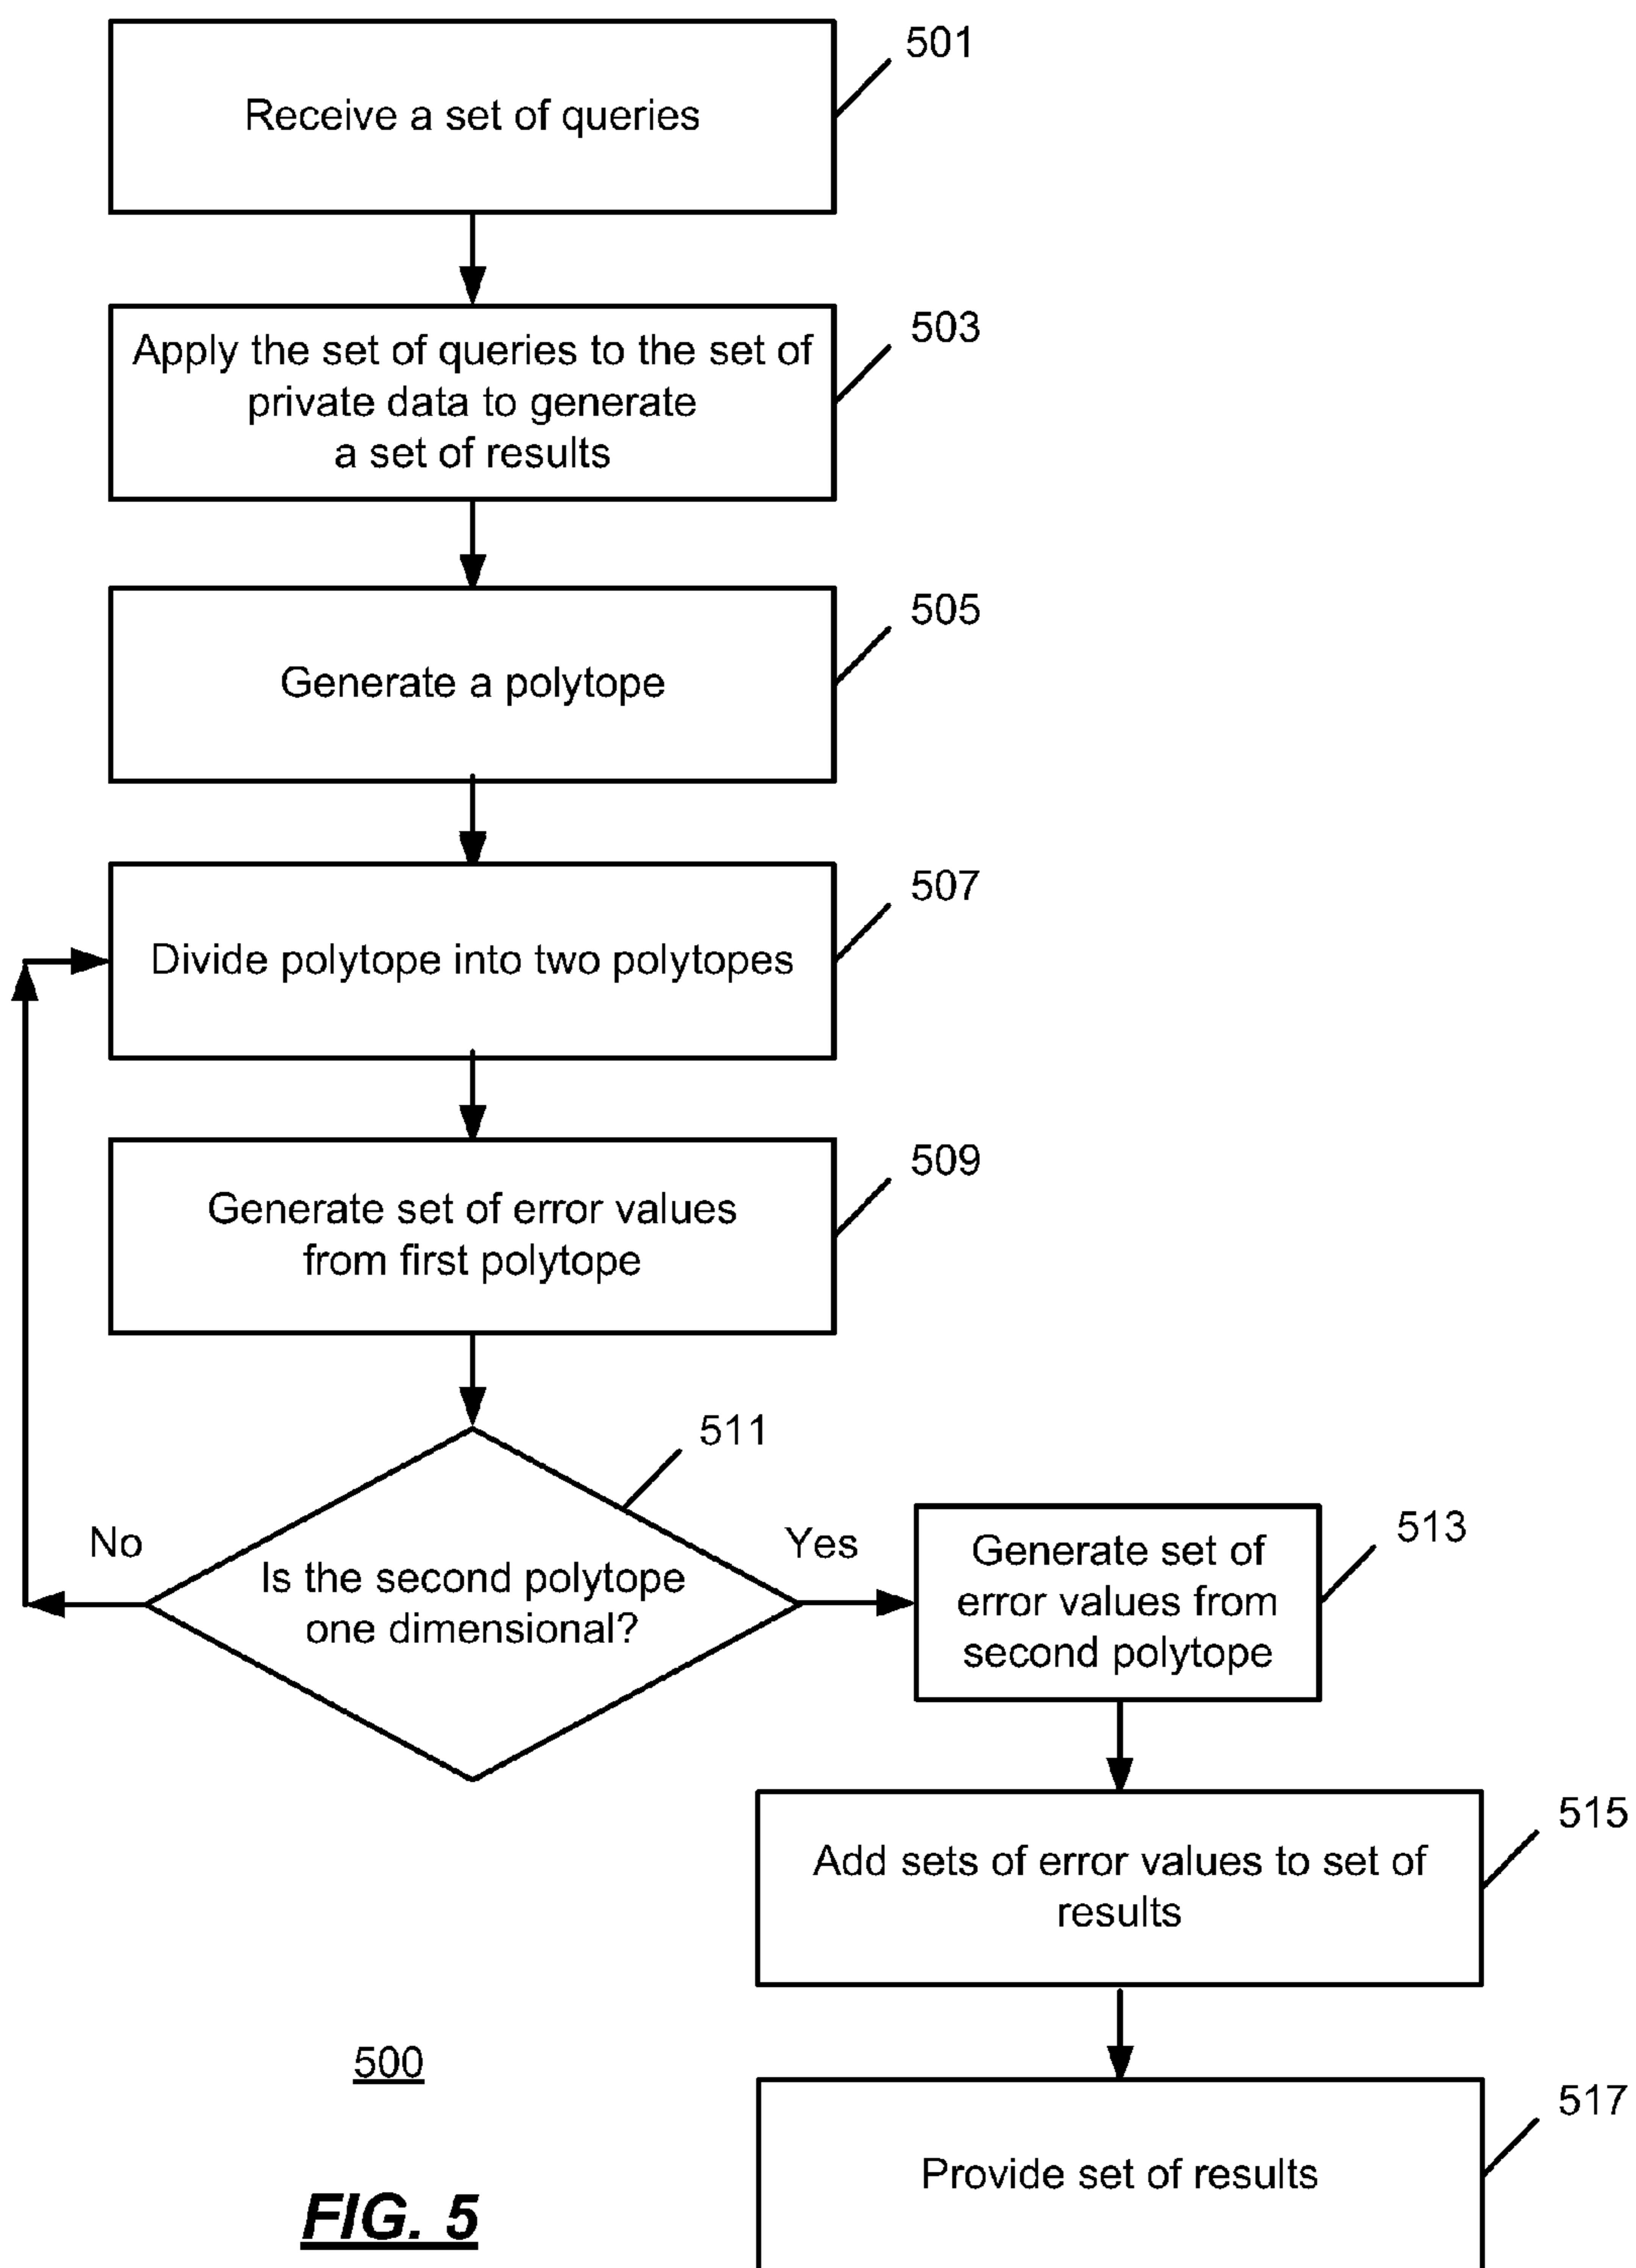 501
Receive a set of queries
503
Apply the set of queries to the set of
private data to generate
a set of results
505
Generate a polytope
507
Divide polytope into two polytopes
509
Generate set of error values
from first polytope
511
No
Is the second polytope
one dimensional?
Yes
513
Generate set of
error values from
second polytope
515
Add sets of error values to set of
results
517
Provide set of results
500
FIG. 5